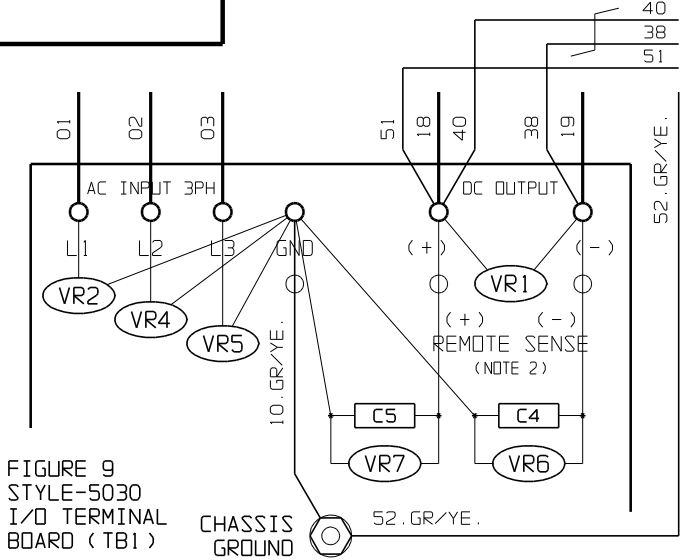 40
38
51
01
02
03
51
18
40
38
19
52.GR/YE.
AC INPUT 3PH
DC OUTPUT
L1
L2
L3
GND
(+)
(-)
VR2
VR4
VR5
VR1
(+)
(-)
REMOTE SENSE
(NOTE 2)
10.GR/YE.
C5
C4
VR7
VR6
FIGURE 9
STYLE-5030
I/O TERMINAL
BOARD (TB1)
CHASSIS
GROUND
52.GR/YE.